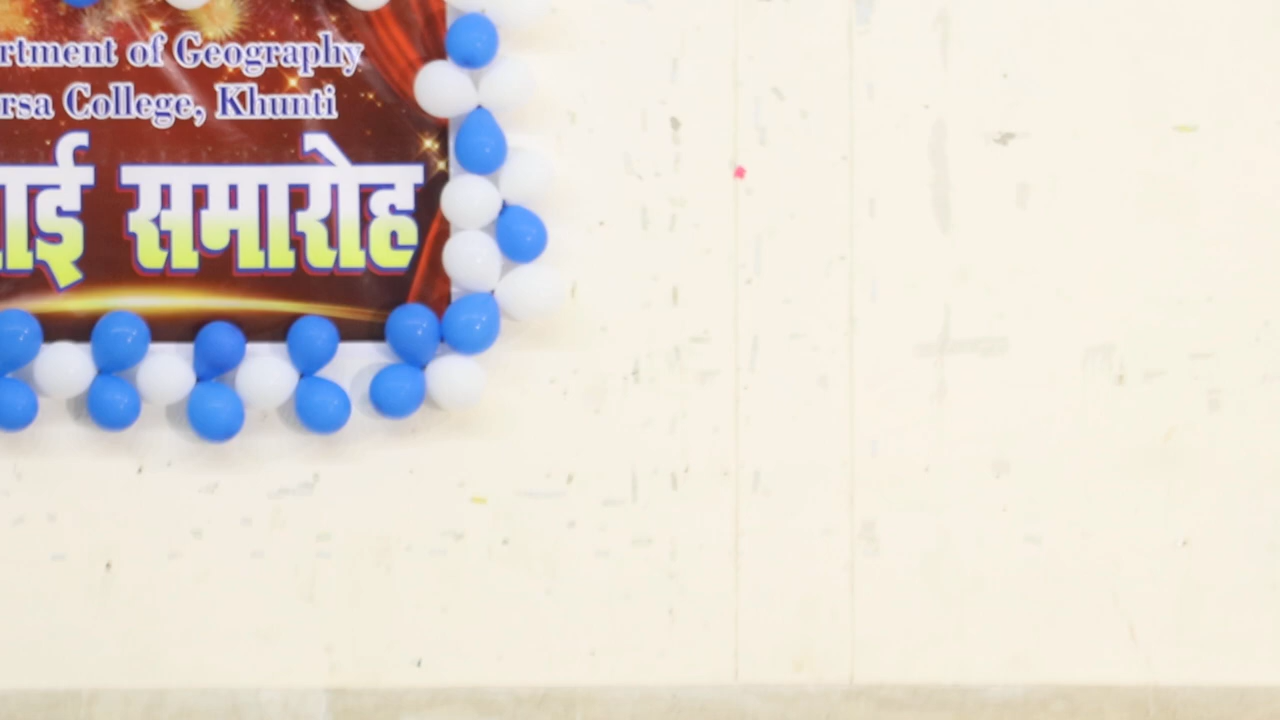 rtment of Geography
rsa College, Khunti
ाई समारोह